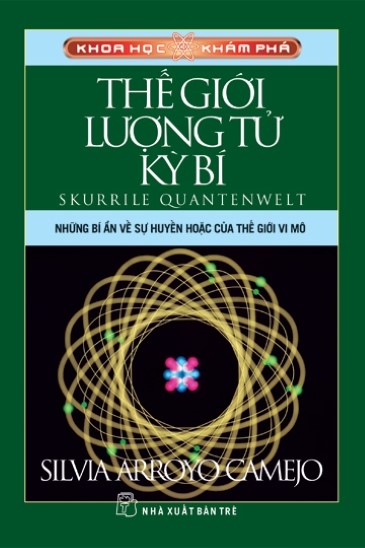 KHOA HỌC KHÁM PHÁ
THẾ GIỚI
LƯỢNG TỬ
KỲ BÍ
SKURRILE QUANTENWELT
NHỮNG BÍ ẨN VỀ SỰ HUYỀN HOẶC CỦA THẾ GIỚI VI MÔ
SILVIA ARROYO CAMEJO
NHÀ XUẤT BẢN TRẺ